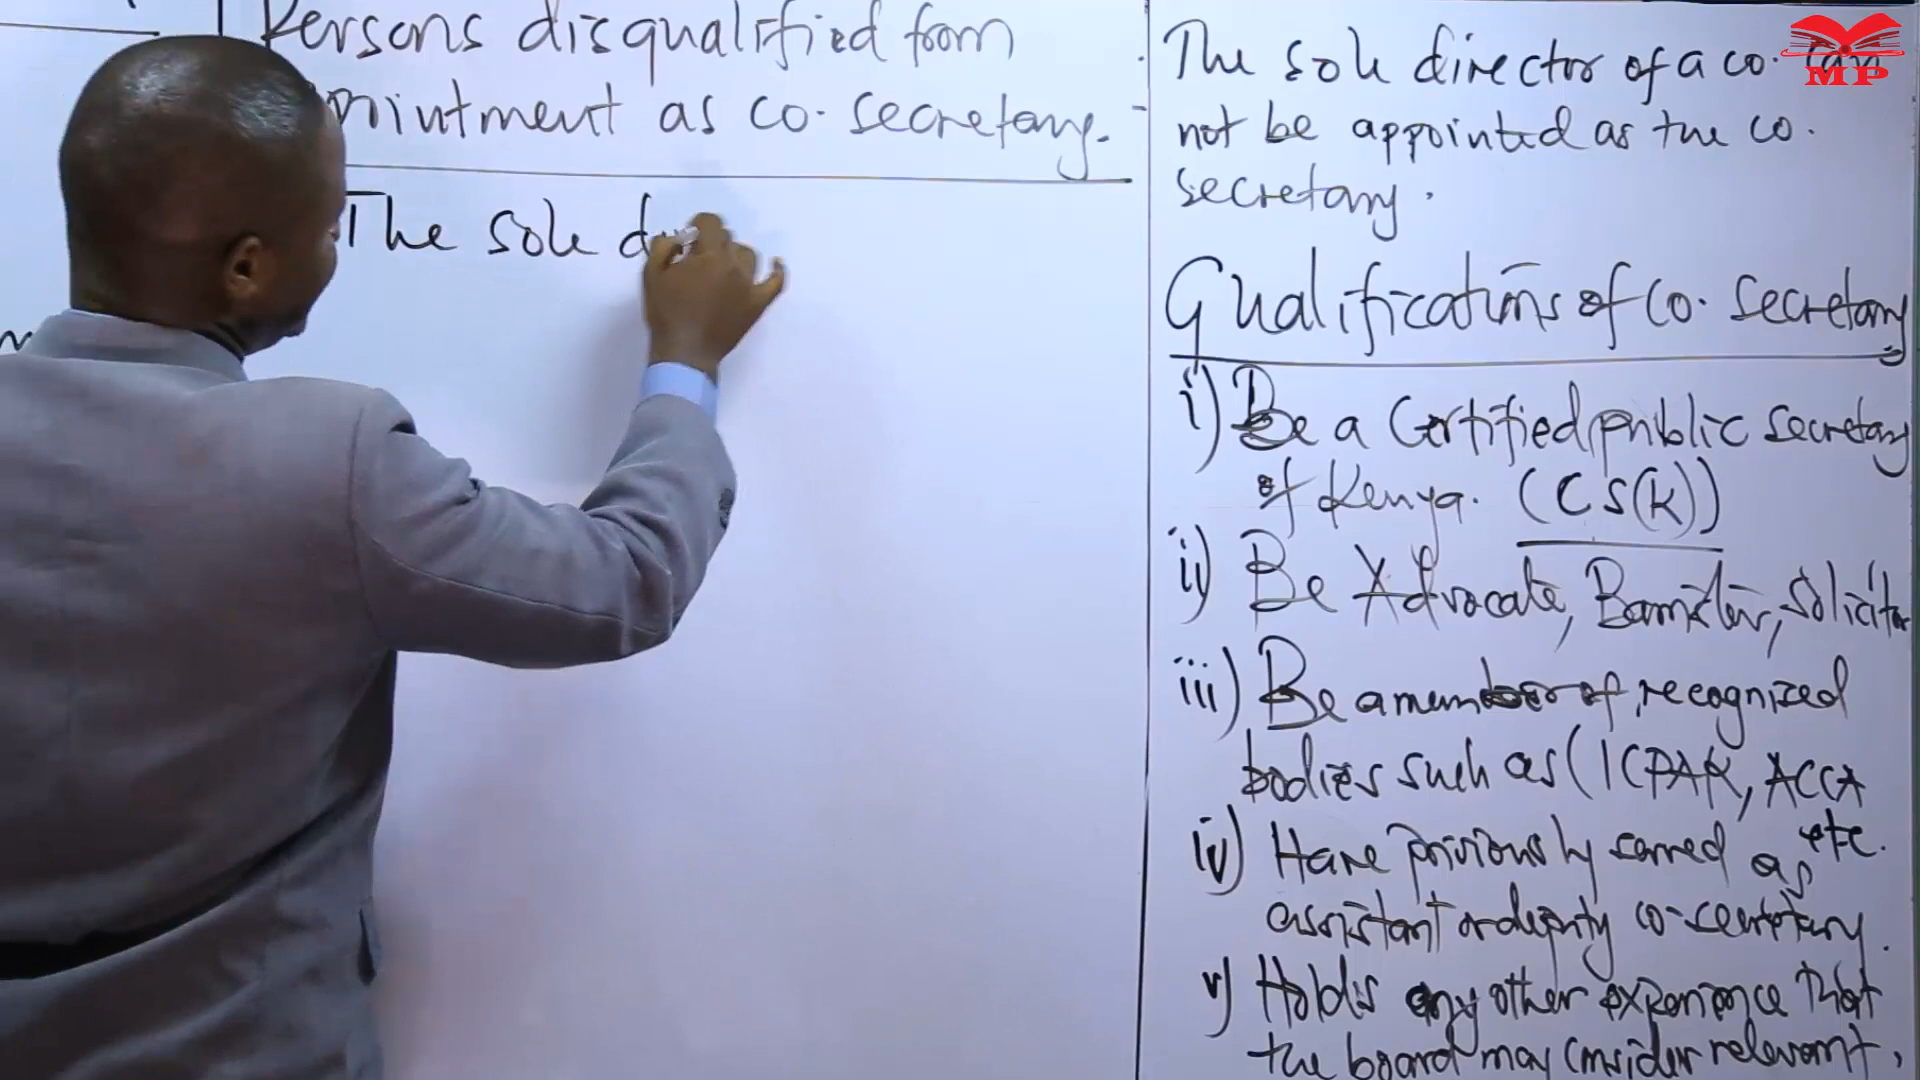 Persons disqualified from
pointment as co. secretary.
The sole d
The sole director of a co. can
not be appointed as the co.
secretary.
Qualifications of co. secretary
i) Be a Certified public secretary
of Kenya. (CS(K))
ii) Be Advocate, Barrister, Solicitor
iii) Be a member of recognized
bodies such as (ICPAK, ACCA
etc.
iv) Have previously served as
assistant or deputy co-secretary.
v) Holds any other experience that
the board may consider relevant.
MP